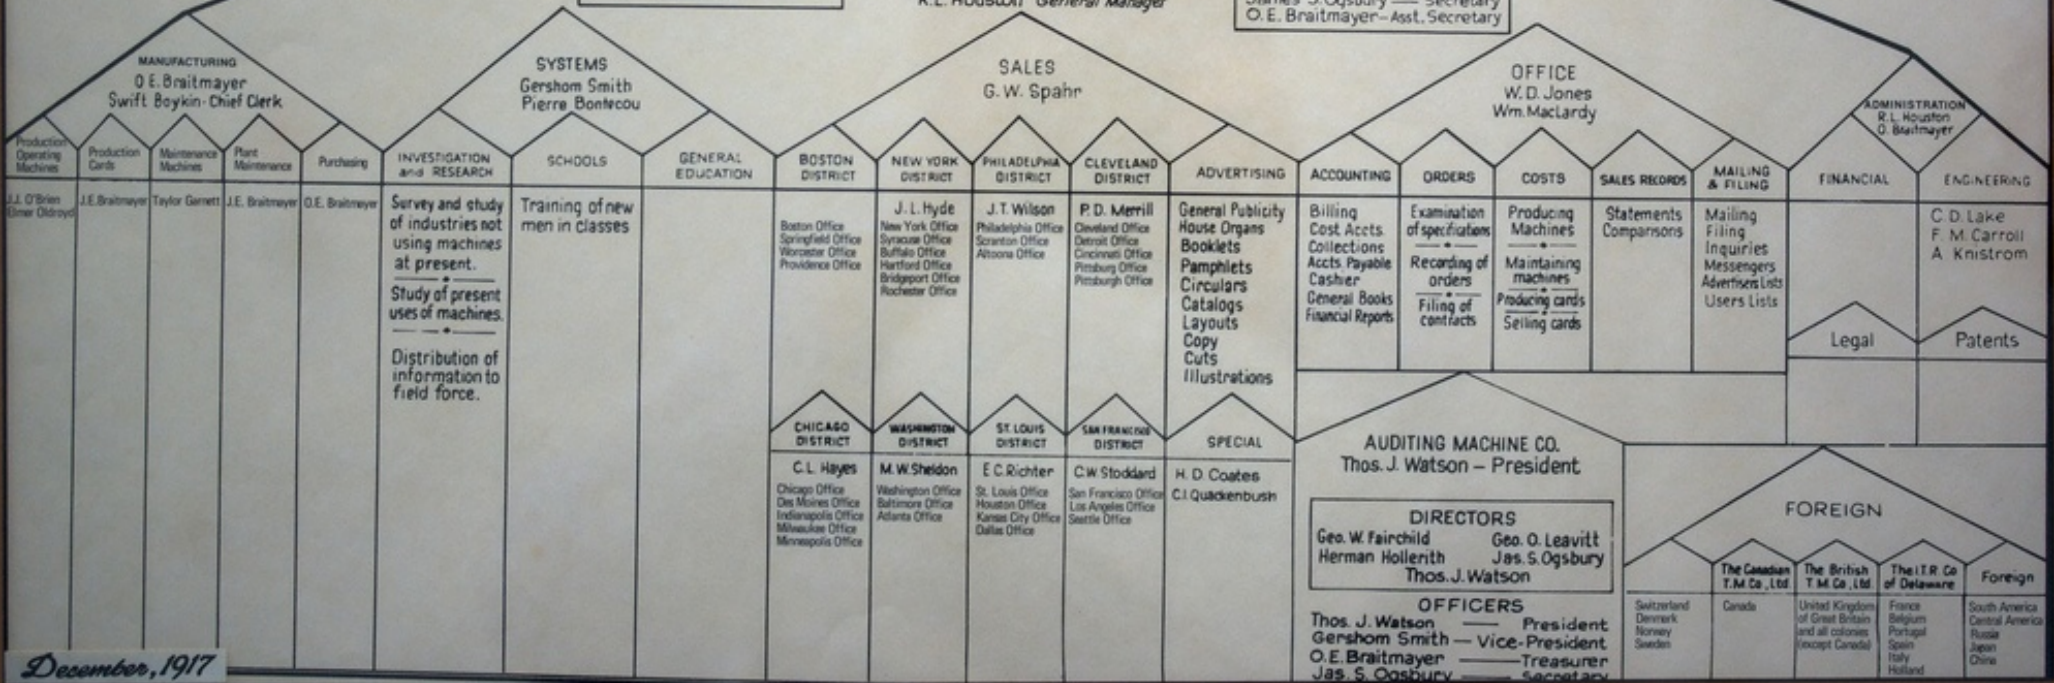 R.L. Houston General Manager
James S. Ogsbury — Secretary
O.E. Braitmayer—Asst. Secretary
MANUFACTURING
O.E. Braitmayer
Swift Boykin-Chief Clerk
SYSTEMS
Gershom Smith
Pierre Bontecou
SALES
G.W. Spahr
OFFICE
W.D. Jones
Wm. MacLardy
ADMINISTRATION
R.L. Houston
O. Braitmayer
Production
Operating
Machines
J.J. O'Brien
Elmer Oldroyd
Production
Cards
J.E. Braitmayer
Maintenance
Machines
Taylor Garnett
Plant
Maintenance
J.E. Braitmayer
Purchasing
O.E. Braitmayer
INVESTIGATION
and RESEARCH
Survey and study
of industries not
using machines
at present.
Study of present
uses of machines.
Distribution of
information to
field force.
SCHOOLS
Training of new
men in classes
GENERAL
EDUCATION
BOSTON
DISTRICT
Boston Office
Springfield Office
Worcester Office
Providence Office
NEW YORK
DISTRICT
J.L. Hyde
New York Office
Syracuse Office
Buffalo Office
Hartford Office
Bridgeport Office
Rochester Office
PHILADELPHIA
DISTRICT
J.T. Wilson
Philadelphia Office
Scranton Office
Altoona Office
CLEVELAND
DISTRICT
P.D. Merrill
Cleveland Office
Detroit Office
Cincinnati Office
Pittsburg Office
Pittsburgh Office
ADVERTISING
General Publicity
House Organs
Booklets
Pamphlets
Circulars
Catalogs
Layouts
Copy
Cuts
Illustrations
CHICAGO
DISTRICT
C.L. Hayes
Chicago Office
Des Moines Office
Indianapolis Office
Milwaukee Office
Minneapolis Office
WASHINGTON
DISTRICT
M.W. Sheldon
Washington Office
Baltimore Office
Atlanta Office
ST. LOUIS
DISTRICT
E.C. Richter
St. Louis Office
Houston Office
Kansas City Office
Dallas Office
SAN FRANCISCO
DISTRICT
C.W. Stoddard
San Francisco Office
Los Angeles Office
Seattle Office
SPECIAL
H.D. Coates
C.I. Quackenbush
ACCOUNTING
Billing
Cost Accts.
Collections
Accts. Payable
Cashier
General Books
Financial Reports
ORDERS
Examination
of specifications
Recording of
orders
Filing of
contracts
COSTS
Producing
Machines
Maintaining
machines
Producing cards
Selling cards
SALES RECORDS
Statements
Comparisons
MAILING
& FILING
Mailing
Filing
Inquiries
Messengers
Advertisers Lists
Users Lists
FINANCIAL
Legal
ENGINEERING
C.D. Lake
F. M. Carroll
A. Knistrom
Patents
AUDITING MACHINE CO.
Thos. J. Watson – President
DIRECTORS
Geo. W. Fairchild Geo. O. Leavitt
Herman Hollerith Jas. S. Ogsbury
Thos. J. Watson
OFFICERS
Thos. J. Watson — President
Gershom Smith — Vice-President
O.E. Braitmayer — Treasurer
Jas. S. Ogsbury — Secretary
FOREIGN
Switzerland
Denmark
Norway
Sweden
The Canadian
T.M. Co., Ltd.
Canada
The British
T.M. Co., Ltd.
United Kingdom
of Great Britain
and all colonies
(except Canada)
The I.T.R. Co
of Delaware
France
Belgium
Portugal
Spain
Italy
Holland
Foreign
South America
Central America
Russia
Japan
China
December, 1917